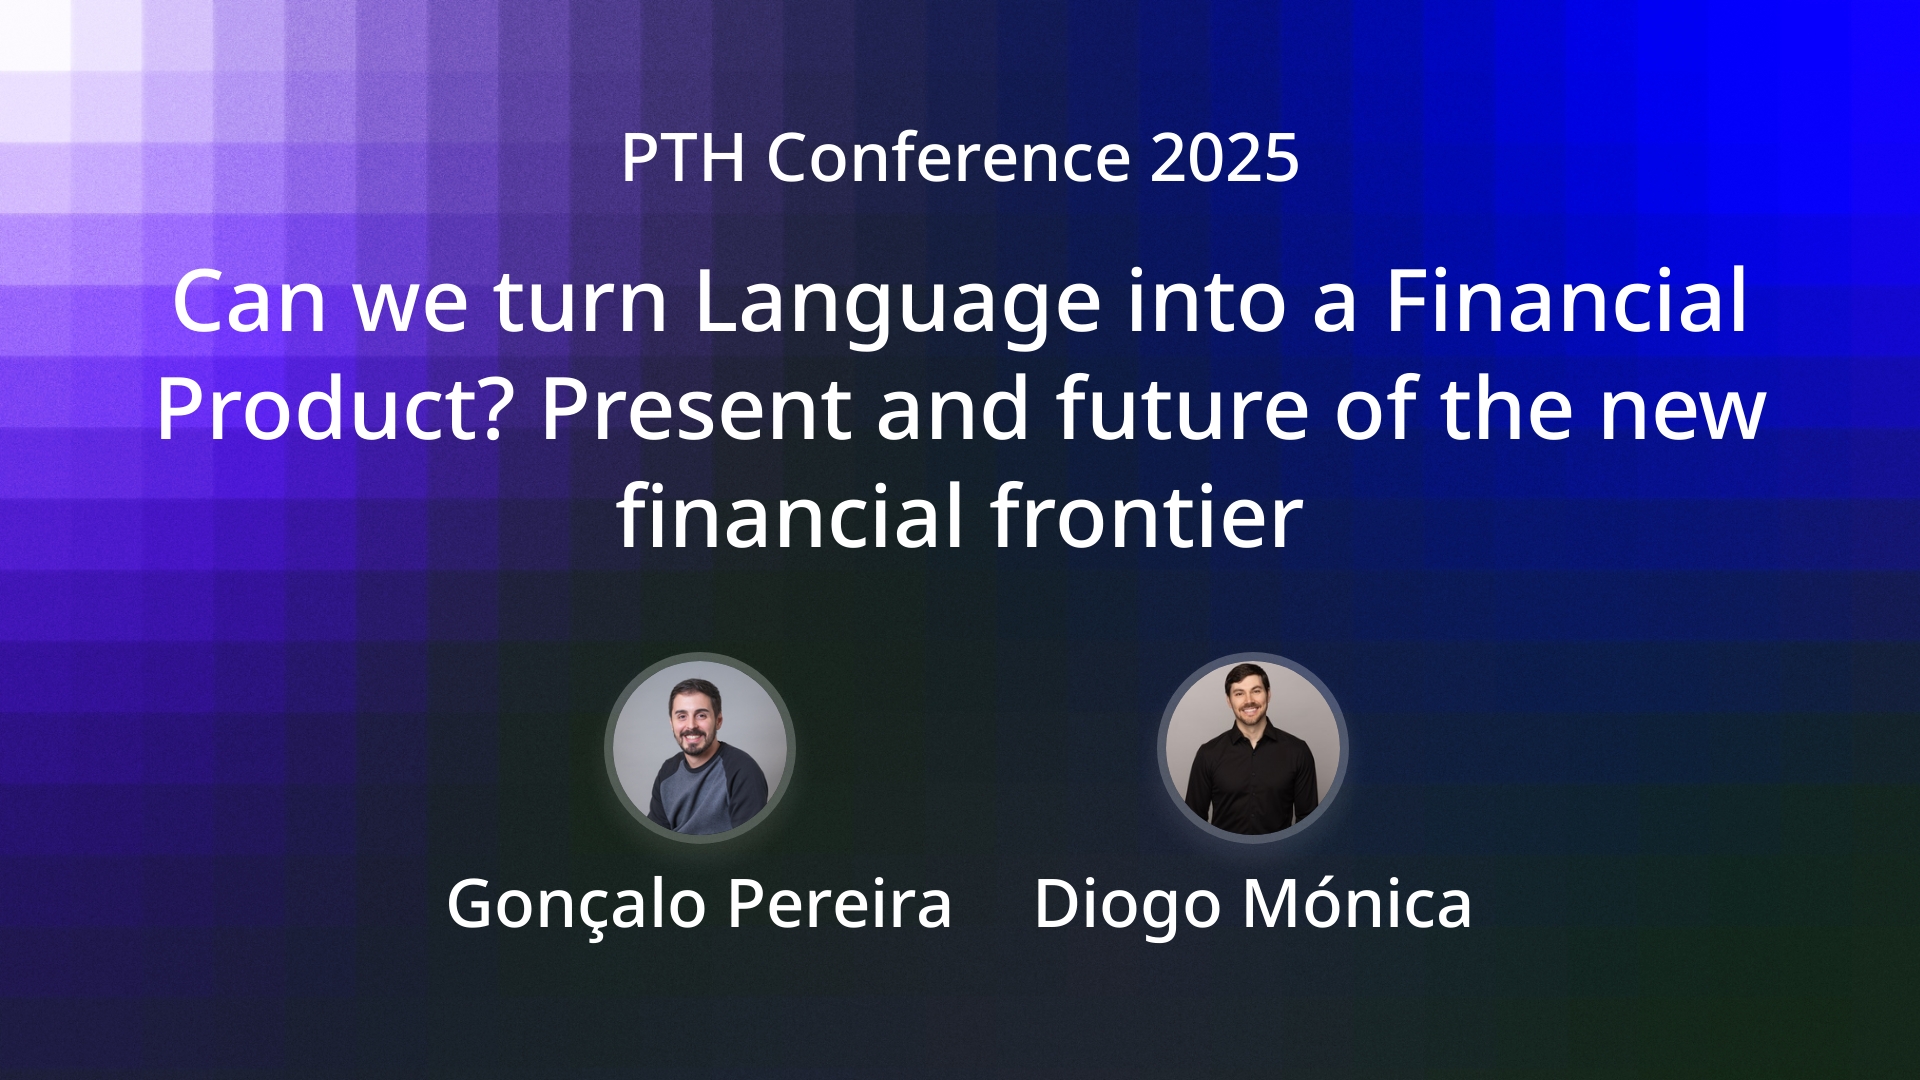 PTH Conference 2025
Can we turn Language into a Financial
Product? Present and future of the new
financial frontier
Gonçalo Pereira
Diogo Mónica